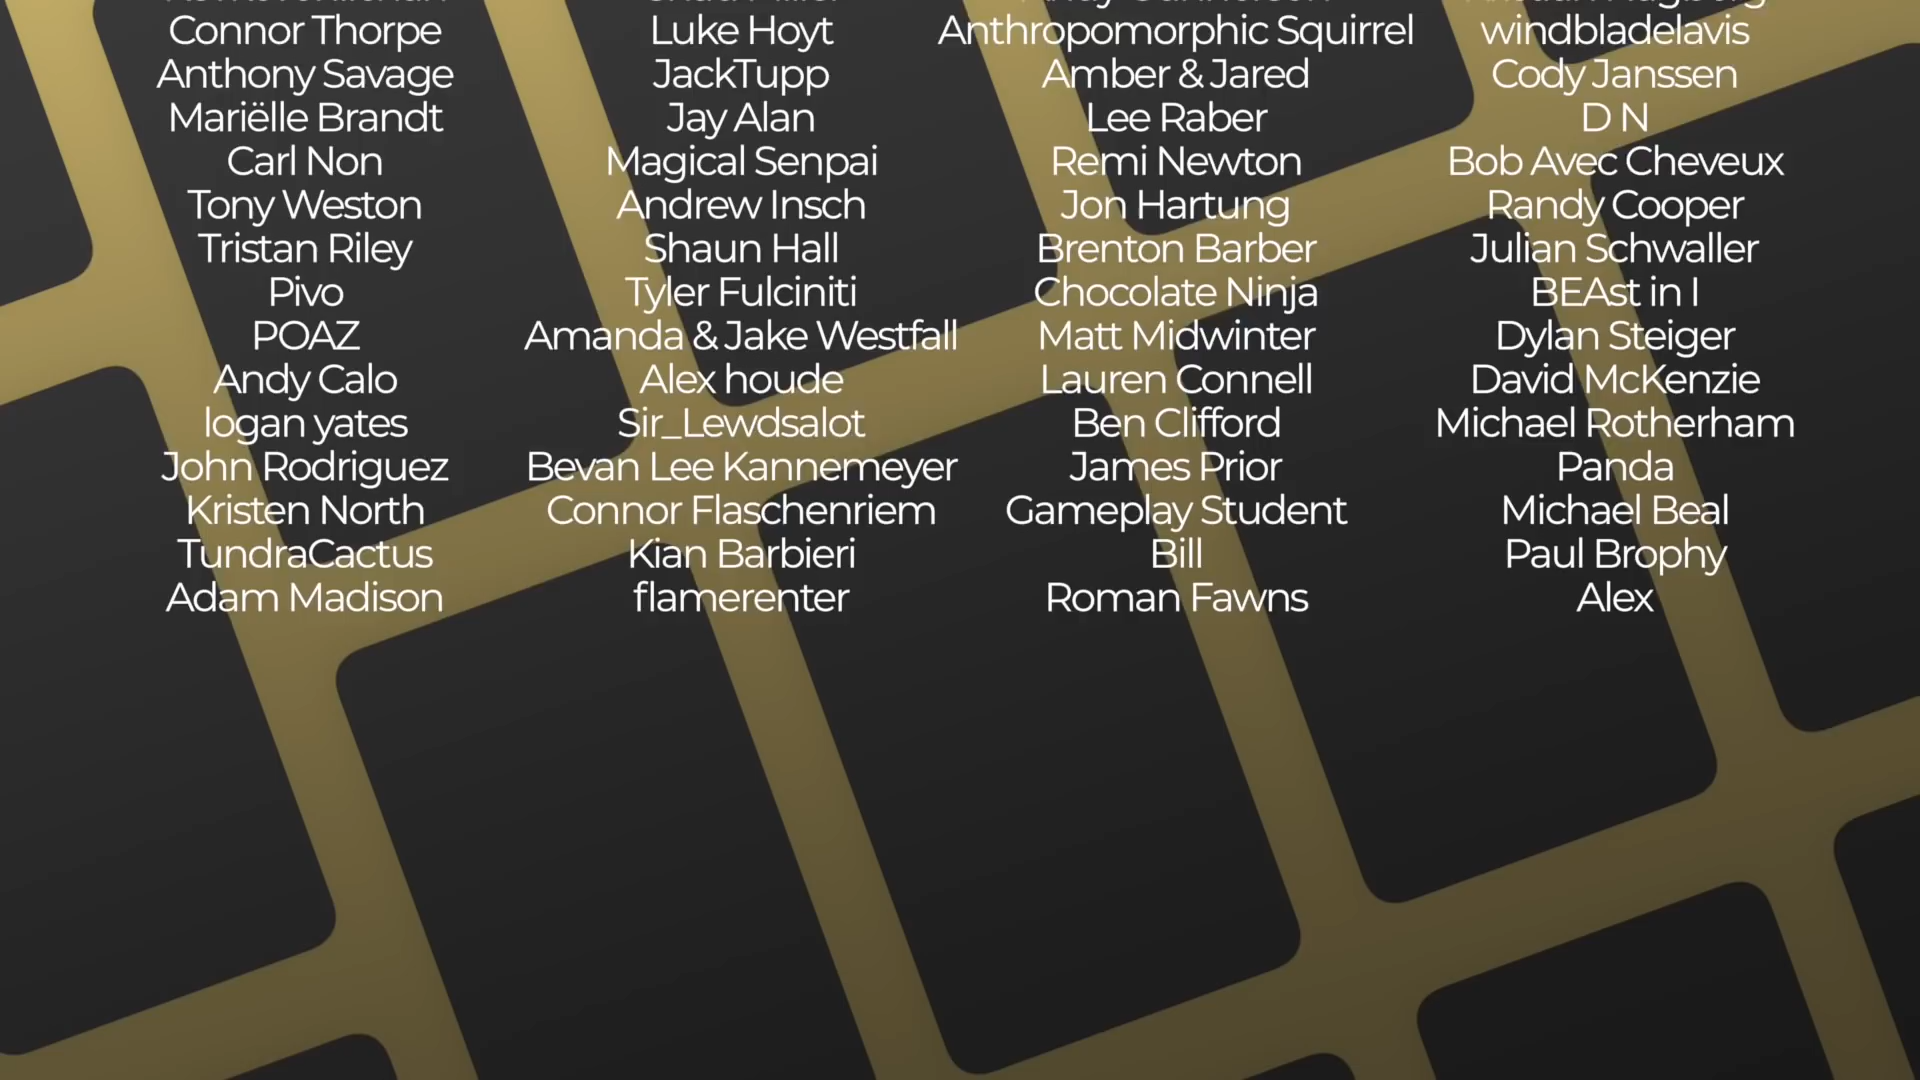 Connor Thorpe
Anthony Savage
Mariëlle Brandt
Carl Non
Tony Weston
Tristan Riley
Pivo
POAZ
Andy Calo
logan yates
John Rodriguez
Kristen North
TundraCactus
Adam Madison
Luke Hoyt
JackTupp
Jay Alan
Magical Senpai
Andrew Insch
Shaun Hall
Tyler Fulciniti
Amanda & Jake Westfall
Alex houde
Sir_Lewdsalot
Bevan Lee Kannemeyer
Connor Flaschenriem
Kian Barbieri
flamerenter
Anthropomorphic Squirrel
Amber & Jared
Lee Raber
Remi Newton
Jon Hartung
Brenton Barber
Chocolate Ninja
Matt Midwinter
Lauren Connell
Ben Clifford
James Prior
Gameplay Student
Bill
Roman Fawns
windbladelavis
Cody Janssen
D N
Bob Avec Cheveux
Randy Cooper
Julian Schwaller
BEAst in I
Dylan Steiger
David McKenzie
Michael Rotherham
Panda
Michael Beal
Paul Brophy
Alex